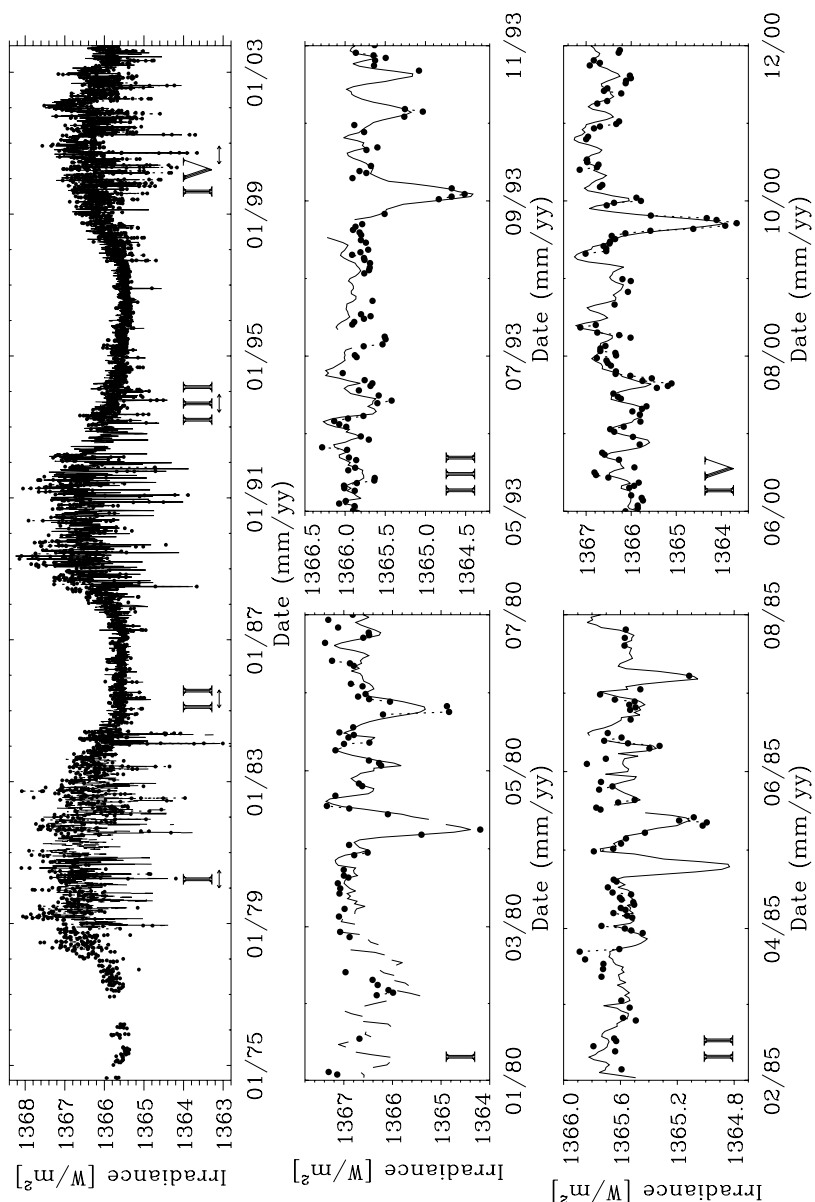 Irradiance [W/m²]
1368
1367
1366
1365
1364
1363
I
II
III
IV
01/75 01/79 01/83 01/87 01/91 01/95 01/99 01/03
Date (mm/yy)
Irradiance [W/m²]
1367
1366
1365
1364
I
01/80 03/80 05/80 07/80
Date (mm/yy)
1366.5
1366.0
1365.5
1365.0
1364.5
III
05/93 07/93 09/93 11/93
Date (mm/yy)
Irradiance [W/m²]
1366.0
1365.6
1365.2
1364.8
II
02/85 04/85 06/85 08/85
Date (mm/yy)
1367
1366
1365
1364
IV
06/00 08/00 10/00 12/00
Date (mm/yy)